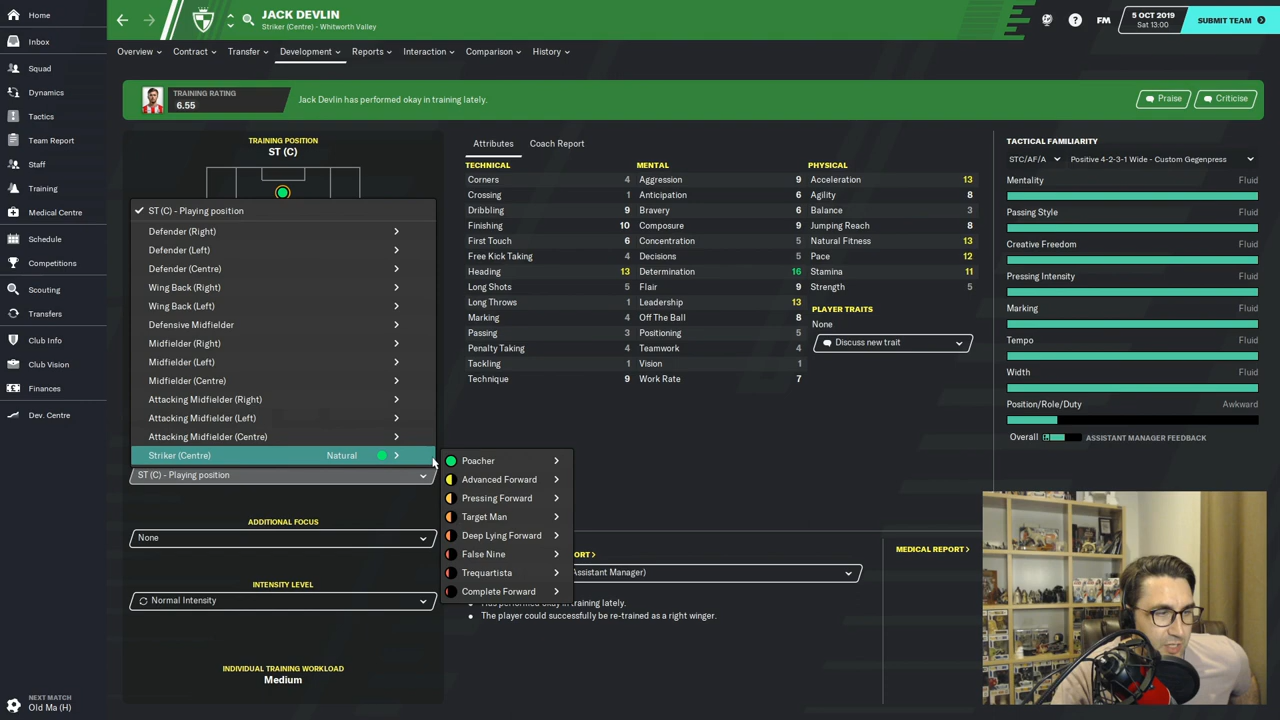 Home
Inbox
Squad
Dynamics
Tactics
Team Report
Staff
Training
Medical Centre
Schedule
Competitions
Scouting
Transfers
Club Info
Club Vision
Finances
Dev. Centre
NEXT MATCH
Old Ma (H)
JACK DEVLIN
Striker (Centre) - Whitworth Valley
FM
5 OCT 2019
Sat 13:00
SUBMIT TEAM
Overview
Contract
Transfer
Development
Reports
Interaction
Comparison
History
TRAINING RATING
6.55
Jack Devlin has performed okay in training lately.
Praise
Criticise
TRAINING POSITION
ST (C)
ST (C) - Playing position
Defender (Right)
Defender (Left)
Defender (Centre)
Wing Back (Right)
Wing Back (Left)
Defensive Midfielder
Midfielder (Right)
Midfielder (Left)
Midfielder (Centre)
Attacking Midfielder (Right)
Attacking Midfielder (Left)
Attacking Midfielder (Centre)
Striker (Centre) Natural
ST (C) - Playing position
Poacher
Advanced Forward
Pressing Forward
Target Man
Deep Lying Forward
False Nine
Trequartista
Complete Forward
ADDITIONAL FOCUS
None
INTENSITY LEVEL
Normal Intensity
INDIVIDUAL TRAINING WORKLOAD
Medium
Attributes
Coach Report
TECHNICAL
Corners 4
Crossing 1
Dribbling 9
Finishing 10
First Touch 6
Free Kick Taking 4
Heading 13
Long Shots 5
Long Throws 1
Marking 4
Passing 3
Penalty Taking 4
Tackling 1
Technique 9
MENTAL
Aggression 9
Anticipation 6
Bravery 6
Composure 9
Concentration 5
Decisions 5
Determination 16
Flair 9
Leadership 13
Off The Ball 8
Positioning 5
Teamwork 4
Vision 1
Work Rate 7
PHYSICAL
Acceleration 13
Agility 8
Balance 3
Jumping Reach 8
Natural Fitness 13
Pace 12
Stamina 11
Strength 5
PLAYER TRAITS
None
Discuss new trait
ORT
Assistant Manager)
Has performed okay in training lately.
The player could successfully be re-trained as a right winger.
MEDICAL REPORT
TACTICAL FAMILIARITY
STC/AF/A
Positive 4-2-3-1 Wide - Custom Gegenpress
Mentality Fluid
Passing Style Fluid
Creative Freedom Fluid
Pressing Intensity Fluid
Marking Fluid
Tempo Fluid
Width Fluid
Position/Role/Duty Awkward
Overall
ASSISTANT MANAGER FEEDBACK